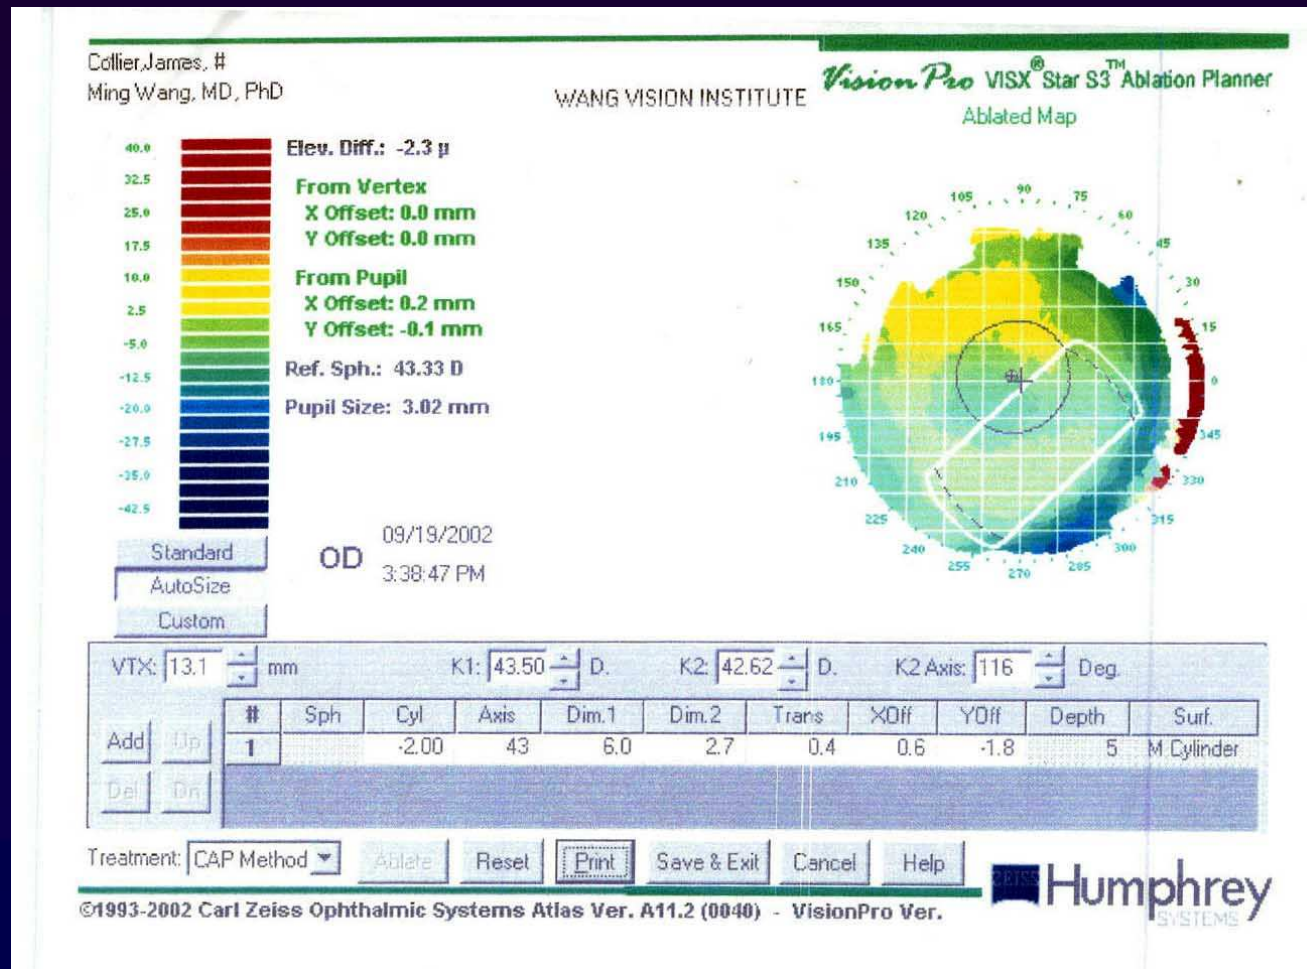 Collier,James, #
Ming Wang, MD, PhD
WANG VISION INSTITUTE
Vision Pro VISX® Star S3™ Ablation Planner
Ablated Map
40.0
32.5
25.0
17.5
10.0
2.5
-5.0
-12.5
-20.0
-27.5
-35.0
-42.5
Elev. Diff.: -2.3 µ
From Vertex
X Offset: 0.0 mm
Y Offset: 0.0 mm
From Pupil
X Offset: 0.2 mm
Y Offset: -0.1 mm
Ref. Sph.: 43.33 D
Pupil Size: 3.02 mm
105 90 75
120 60
135 45
150 30
165 15
180 0
195 345
210 330
225 315
240 300
255 270 285
OD
09/19/2002
3:38:47 PM
Standard
AutoSize
Custom
VTX: 13.1 mm K1: 43.50 D. K2: 42.62 D. K2 Axis: 116 Deg.
# Sph Cyl Axis Dim.1 Dim.2 Trans XOff YOff Depth Surf.
1 -2.00 43 6.0 2.7 0.4 0.6 -1.8 5 M Cylinder
Add Up
Del Dn
Treatment: CAP Method Ablate Reset Print Save & Exit Cancel Help
ZEISS Humphrey
SYSTEMS
©1993-2002 Carl Zeiss Ophthalmic Systems Atlas Ver. A11.2 (0040) - VisionPro Ver.